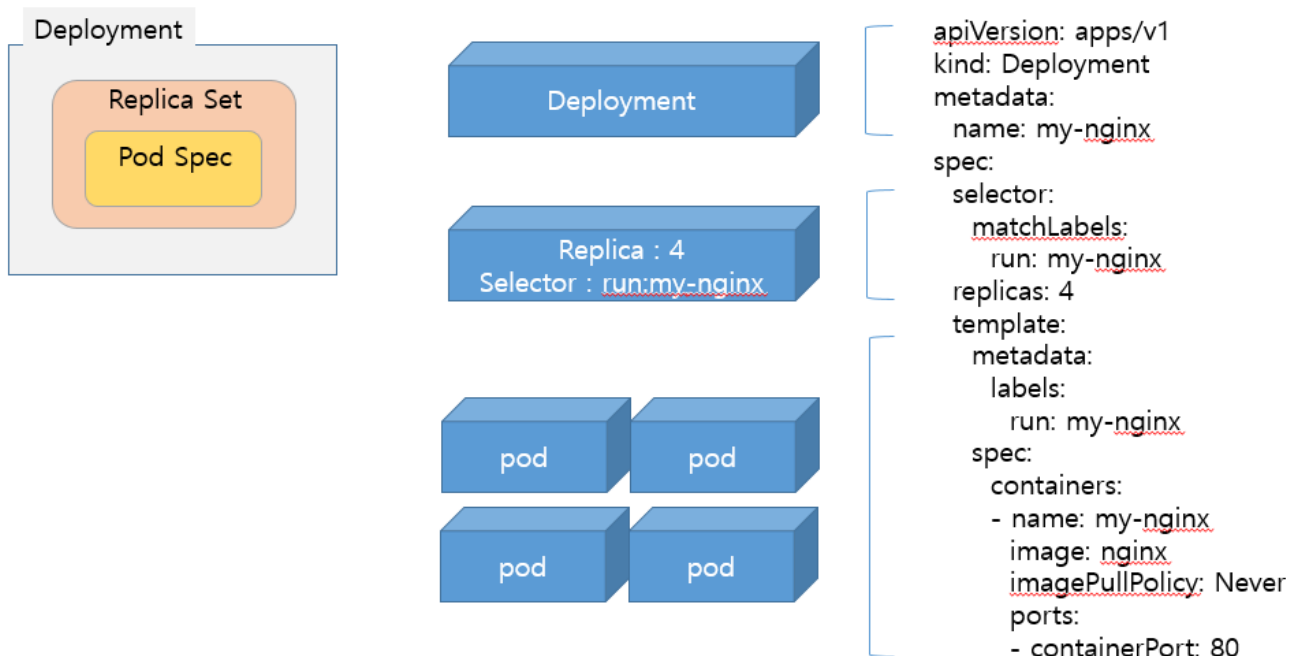 Deployment
Replica Set
Pod Spec
Deployment
Replica : 4
Selector : run:my-nginx
pod
pod
pod
pod
apiVersion: apps/v1
kind: Deployment
metadata:
  name: my-nginx
spec:
  selector:
    matchLabels:
      run: my-nginx
  replicas: 4
  template:
    metadata:
      labels:
        run: my-nginx
    spec:
      containers:
      - name: my-nginx
        image: nginx
        imagePullPolicy: Never
        ports:
        - containerPort: 80